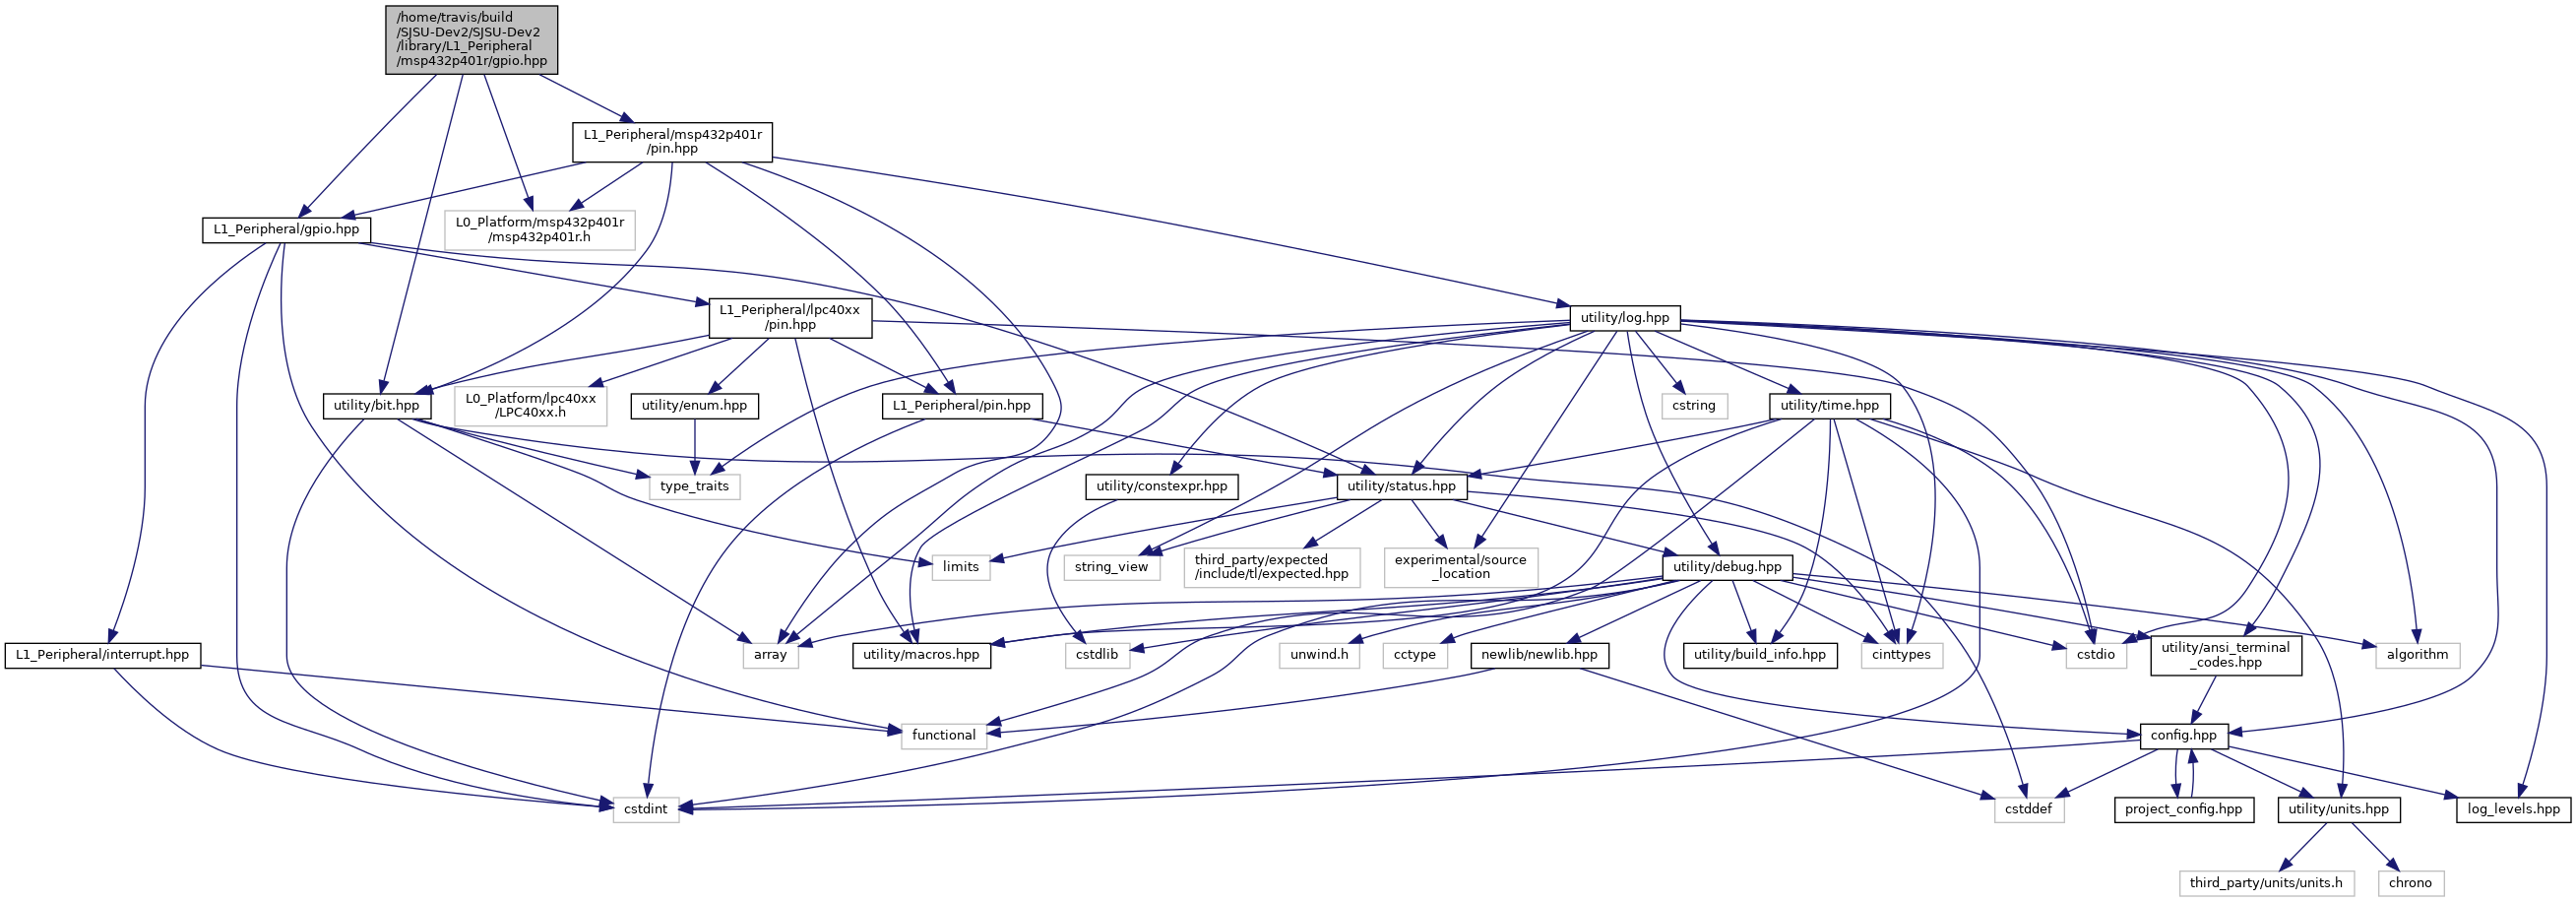 /home/travis/build
/SJSU-Dev2/SJSU-Dev2
/library/L1_Peripheral
/msp432p401r/gpio.hpp
L1_Peripheral/msp432p401r
/pin.hpp
L1_Peripheral/gpio.hpp
L0_Platform/msp432p401r
/msp432p401r.h
L1_Peripheral/lpc40xx
/pin.hpp
utility/log.hpp
utility/bit.hpp
L0_Platform/lpc40xx
/LPC40xx.h
utility/enum.hpp
L1_Peripheral/pin.hpp
cstring
utility/time.hpp
type_traits
utility/constexpr.hpp
utility/status.hpp
limits
string_view
third_party/expected
/include/tl/expected.hpp
experimental/source
_location
utility/debug.hpp
L1_Peripheral/interrupt.hpp
array
utility/macros.hpp
cstdlib
unwind.h
cctype
newlib/newlib.hpp
utility/build_info.hpp
cinttypes
cstdio
utility/ansi_terminal
_codes.hpp
algorithm
functional
config.hpp
cstdint
cstddef
project_config.hpp
utility/units.hpp
log_levels.hpp
third_party/units/units.h
chrono